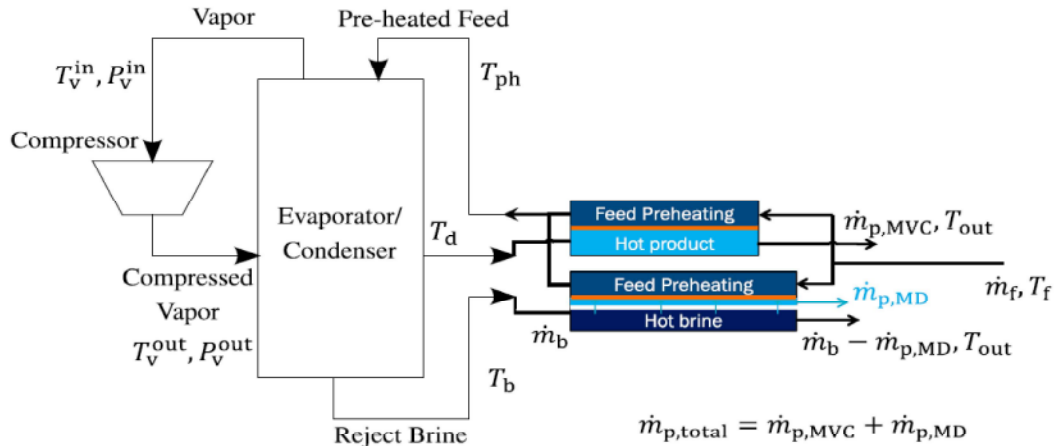 Vapor
Pre-heated Feed
T_v^in, P_v^in
T_ph
Compressor
Evaporator/
Condenser
T_d
Feed Preheating
Hot product
ṁ_p,MVC, T_out
Compressed
Vapor
T_v^out, P_v^out
Feed Preheating
ṁ_p,MD
ṁ_f, T_f
Hot brine
ṁ_b
ṁ_b − ṁ_p,MD, T_out
T_b
Reject Brine
ṁ_p,total = ṁ_p,MVC + ṁ_p,MD